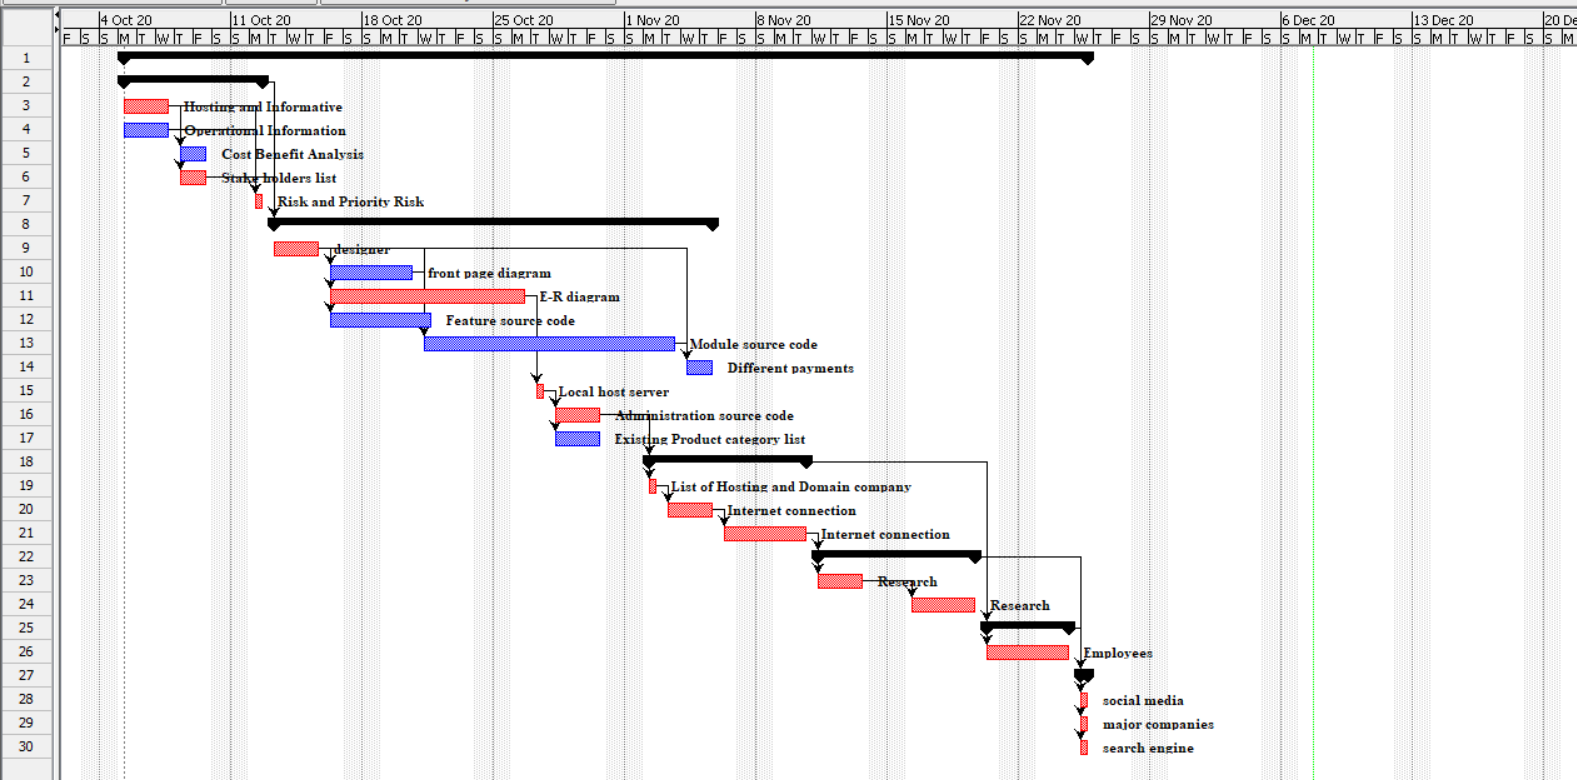 4 Oct 20 11 Oct 20 18 Oct 20 25 Oct 20 1 Nov 20 8 Nov 20 15 Nov 20 22 Nov 20 29 Nov 20 6 Dec 20 13 Dec 20 20 De
F S S M T W T F S S M T W T F S S M T W T F S S M T W T F S S M T W T F S S M T W T F S S M T W T F S S M T W T F S S M T W T F S S M T W T F S S M T W T F S S M
1
2
3 Hosting and Informative
4 Operational Information
5 Cost Benefit Analysis
6 Stake holders list
7 Risk and Priority Risk
8
9 designer
10 front page diagram
11 E-R diagram
12 Feature source code
13 Module source code
14 Different payments
15 Local host server
16 Administration source code
17 Existing Product category list
18
19 List of Hosting and Domain company
20 Internet connection
21 Internet connection
22
23 Research
24 Research
25
26 Employees
27
28 social media
29 major companies
30 search engine